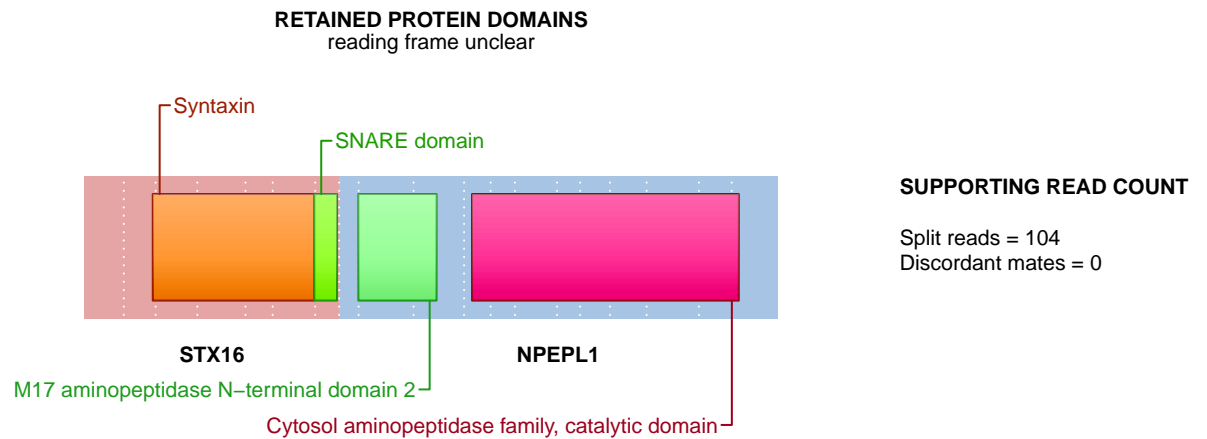 RETAINED PROTEIN DOMAINS
reading frame unclear
Syntaxin
SNARE domain
SUPPORTING READ COUNT
Split reads = 104
Discordant mates = 0
STX16
NPEPL1
M17 aminopeptidase N−terminal domain 2
Cytosol aminopeptidase family, catalytic domain